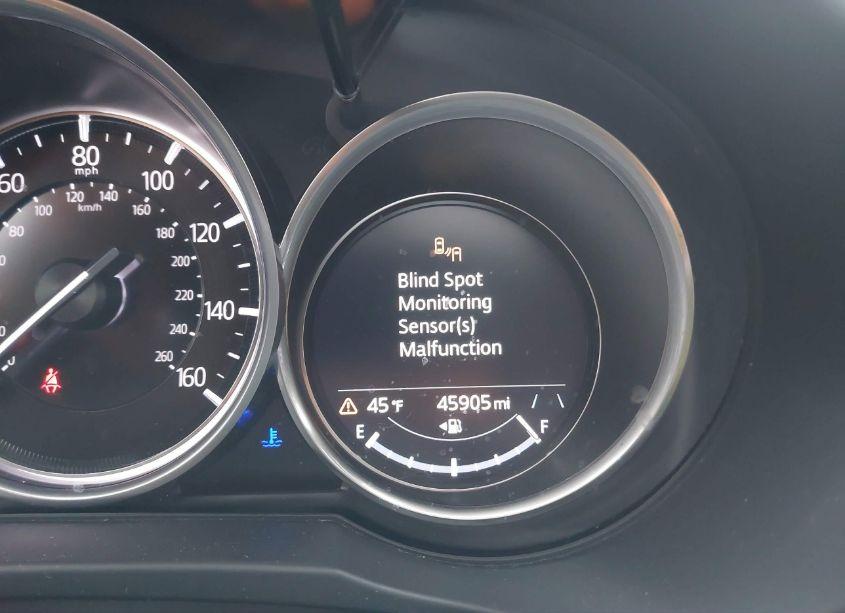 60
80
mph
100
120
140
160
80
100
120
140
160
km/h
180
200
220
240
260
Blind Spot
Monitoring
Sensor(s)
Malfunction
45°F
45905 mi
E
F